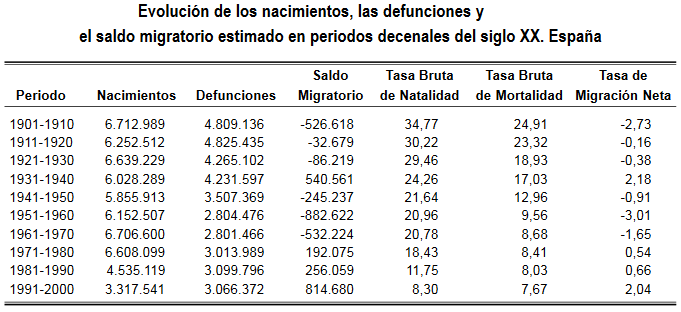 Evolución de los nacimientos, las defunciones y
el saldo migratorio estimado en periodos decenales del siglo XX. España
Saldo Tasa Bruta Tasa Bruta Tasa de
Periodo Nacimientos Defunciones Migratorio de Natalidad de Mortalidad Migración Neta
1901-1910 6.712.989 4.809.136 -526.618 34,77 24,91 -2,73
1911-1920 6.252.512 4.825.435 -32.679 30,22 23,32 -0,16
1921-1930 6.639.229 4.265.102 -86.219 29,46 18,93 -0,38
1931-1940 6.028.289 4.231.597 540.561 24,26 17,03 2,18
1941-1950 5.855.913 3.507.369 -245.237 21,64 12,96 -0,91
1951-1960 6.152.507 2.804.476 -882.622 20,96 9,56 -3,01
1961-1970 6.706.600 2.801.466 -532.224 20,78 8,68 -1,65
1971-1980 6.608.099 3.013.989 192.075 18,43 8,41 0,54
1981-1990 4.535.119 3.099.796 256.059 11,75 8,03 0,66
1991-2000 3.317.541 3.066.372 814.680 8,30 7,67 2,04